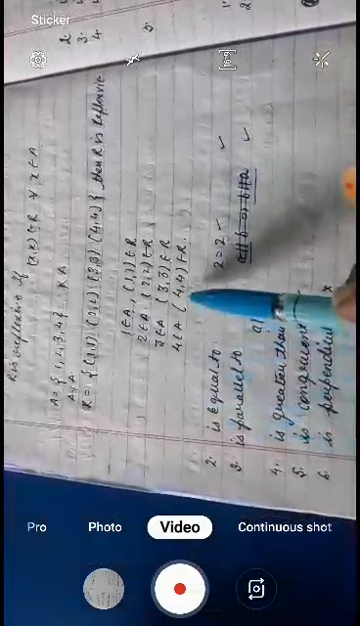 Sticker
R is reflexive if
(x,x) ∈ R ∀ x ∈ A
A = {1,2,3,4}
A×A
R = {(1,1) (2,2) (3,3) (4,4)} then R is Reflexive
1∈A, (1,1) ∈ R
2∈A (2,2) ∈ R
3∈A (3,3) ∈ R
4∈A (4,4) ∈ R.
2. is Equal to. 2 = 2 ✓
3. is parallel to
4. is greater than
5. is congruent
6. is perpendicul x
Pro
Photo
Video
Continuous shot